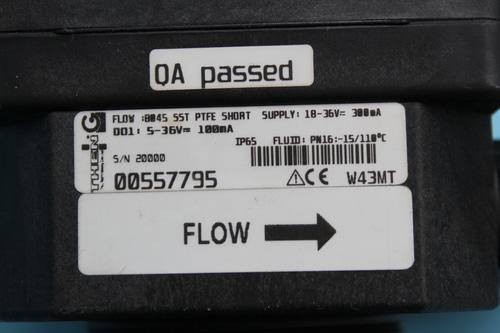 QA passed
FLOW :8045 SST PTFE SHORT SUPPLY: 18-36V= 300mA
DO1: 5-36V= 100mA
IP65 FLUID: PN16:-15/110°C
S/N 20000
00557795 CE W43MT
FLOW